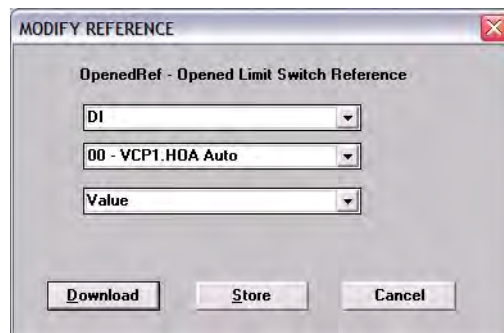 MODIFY REFERENCE
OpenedRef - Opened Limit Switch Reference
DI
00 - VCP1.HOA Auto
Value
Download Store Cancel